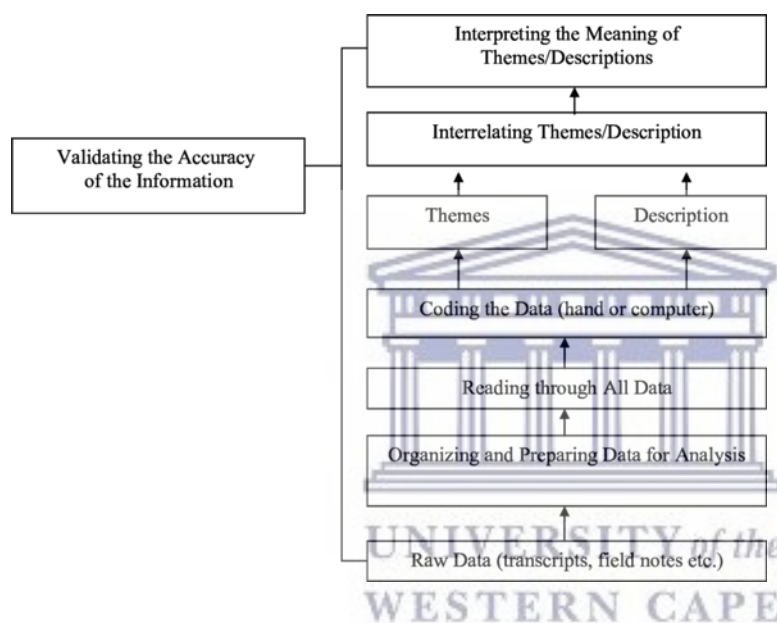 Interpreting the Meaning of
Themes/Descriptions
Interrelating Themes/Description
Validating the Accuracy
of the Information
Themes
Description
Coding the Data (hand or computer)
Reading through All Data
Organizing and Preparing Data for Analysis
UNIVERSITY of the
Raw Data (transcripts, field notes etc.)
WESTERN CAPE